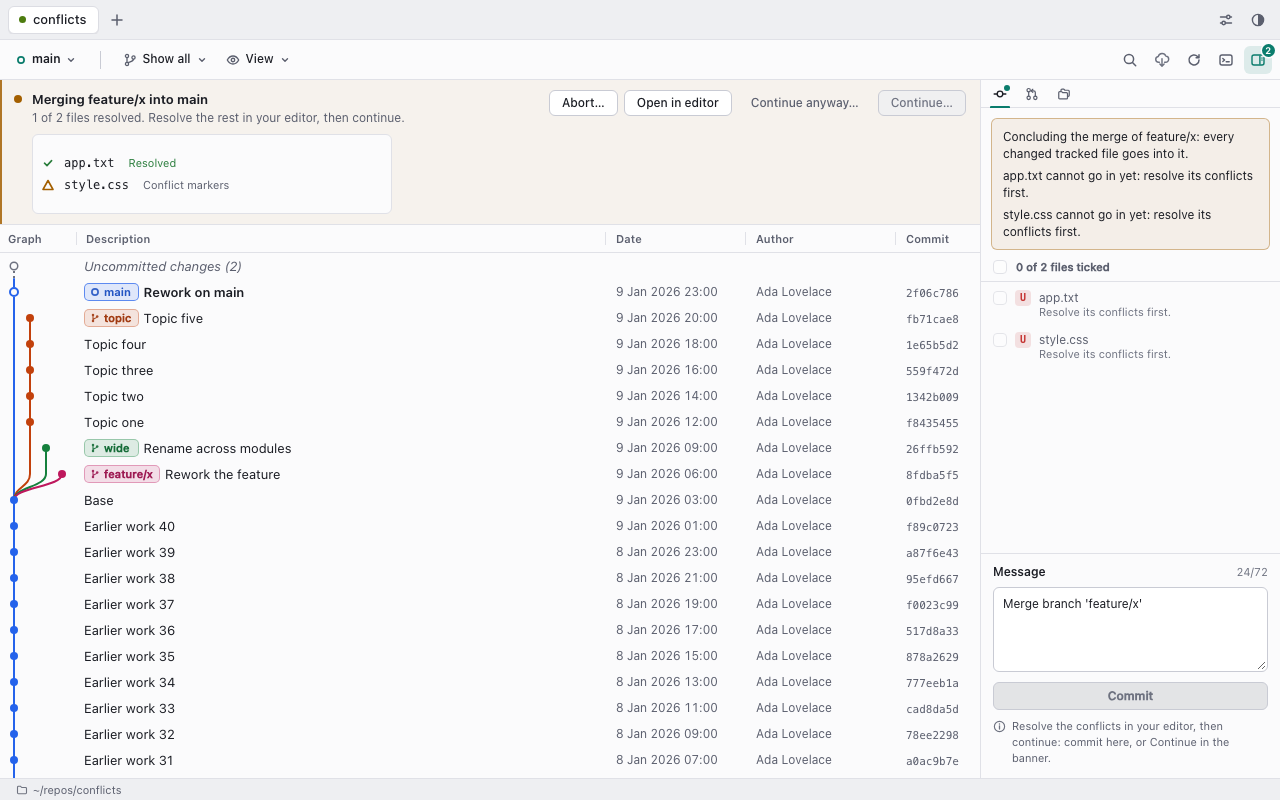 conflicts
main
Show all
View
2
Merging feature/x into main
1 of 2 files resolved. Resolve the rest in your editor, then continue.
Abort...
Open in editor
Continue anyway...
Continue...
app.txt Resolved
style.css Conflict markers
Graph Description Date Author Commit
Uncommitted changes (2)
main Rework on main 9 Jan 2026 23:00 Ada Lovelace 2f06c786
topic Topic five 9 Jan 2026 20:00 Ada Lovelace fb71cae8
Topic four 9 Jan 2026 18:00 Ada Lovelace 1e65b5d2
Topic three 9 Jan 2026 16:00 Ada Lovelace 559f472d
Topic two 9 Jan 2026 14:00 Ada Lovelace 1342b009
Topic one 9 Jan 2026 12:00 Ada Lovelace f8435455
wide Rename across modules 9 Jan 2026 09:00 Ada Lovelace 26ffb592
feature/x Rework the feature 9 Jan 2026 06:00 Ada Lovelace 8fdba5f5
Base 9 Jan 2026 03:00 Ada Lovelace 0fbd2e8d
Earlier work 40 9 Jan 2026 01:00 Ada Lovelace f89c0723
Earlier work 39 8 Jan 2026 23:00 Ada Lovelace a87f6e43
Earlier work 38 8 Jan 2026 21:00 Ada Lovelace 95efd667
Earlier work 37 8 Jan 2026 19:00 Ada Lovelace f0023c99
Earlier work 36 8 Jan 2026 17:00 Ada Lovelace 517d8a33
Earlier work 35 8 Jan 2026 15:00 Ada Lovelace 878a2629
Earlier work 34 8 Jan 2026 13:00 Ada Lovelace 777eeb1a
Earlier work 33 8 Jan 2026 11:00 Ada Lovelace cad8da5d
Earlier work 32 8 Jan 2026 09:00 Ada Lovelace 78ee2298
Earlier work 31 8 Jan 2026 07:00 Ada Lovelace a0ac9b7e
Concluding the merge of feature/x: every
changed tracked file goes into it.
app.txt cannot go in yet: resolve its conflicts
first.
style.css cannot go in yet: resolve its
conflicts first.
0 of 2 files ticked
U app.txt
Resolve its conflicts first.
U style.css
Resolve its conflicts first.
Message 24/72
Merge branch 'feature/x'
Commit
Resolve the conflicts in your editor, then
continue: commit here, or Continue in the
banner.
~/repos/conflicts